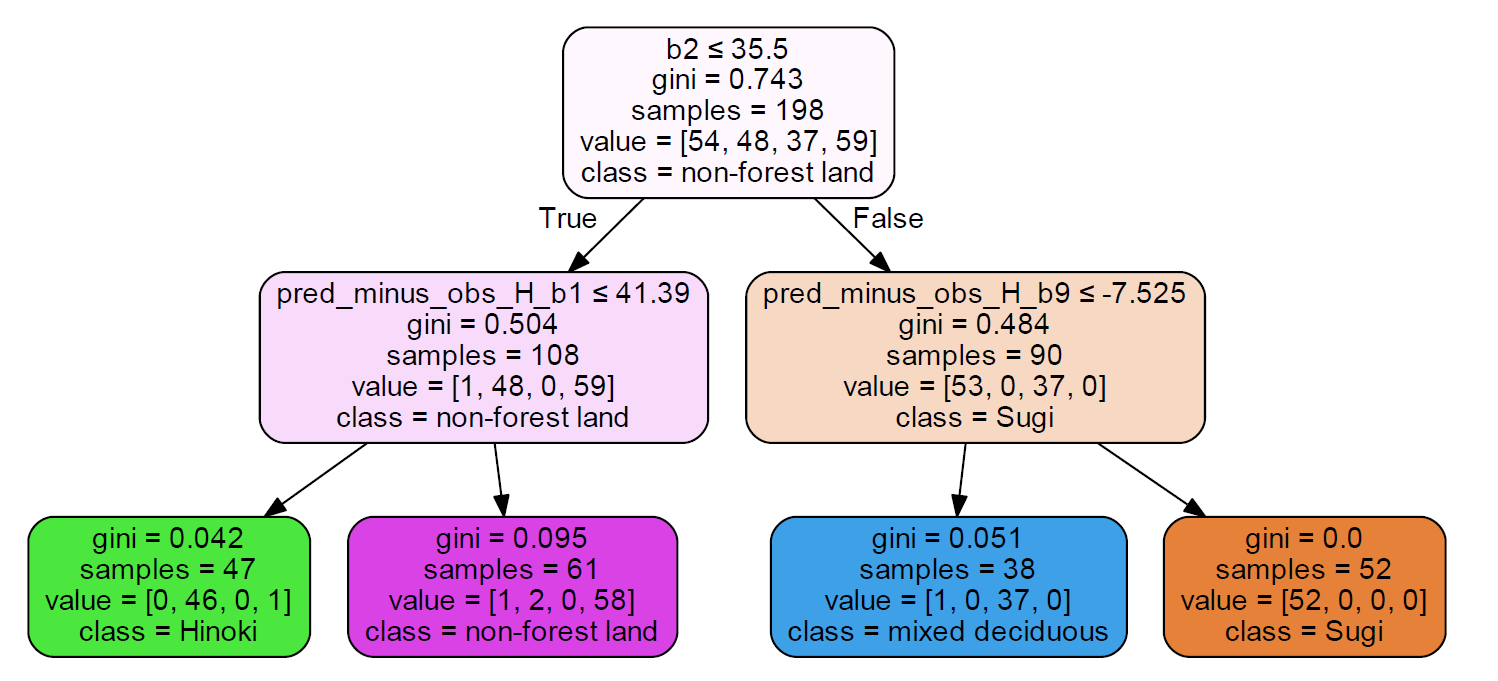 b2 ≤ 35.5
gini = 0.743
samples = 198
value = [54, 48, 37, 59]
class = non-forest land
True
False
pred_minus_obs_H_b1 ≤ 41.39
gini = 0.504
samples = 108
value = [1, 48, 0, 59]
class = non-forest land
pred_minus_obs_H_b9 ≤ -7.525
gini = 0.484
samples = 90
value = [53, 0, 37, 0]
class = Sugi
gini = 0.042
samples = 47
value = [0, 46, 0, 1]
class = Hinoki
gini = 0.095
samples = 61
value = [1, 2, 0, 58]
class = non-forest land
gini = 0.051
samples = 38
value = [1, 0, 37, 0]
class = mixed deciduous
gini = 0.0
samples = 52
value = [52, 0, 0, 0]
class = Sugi